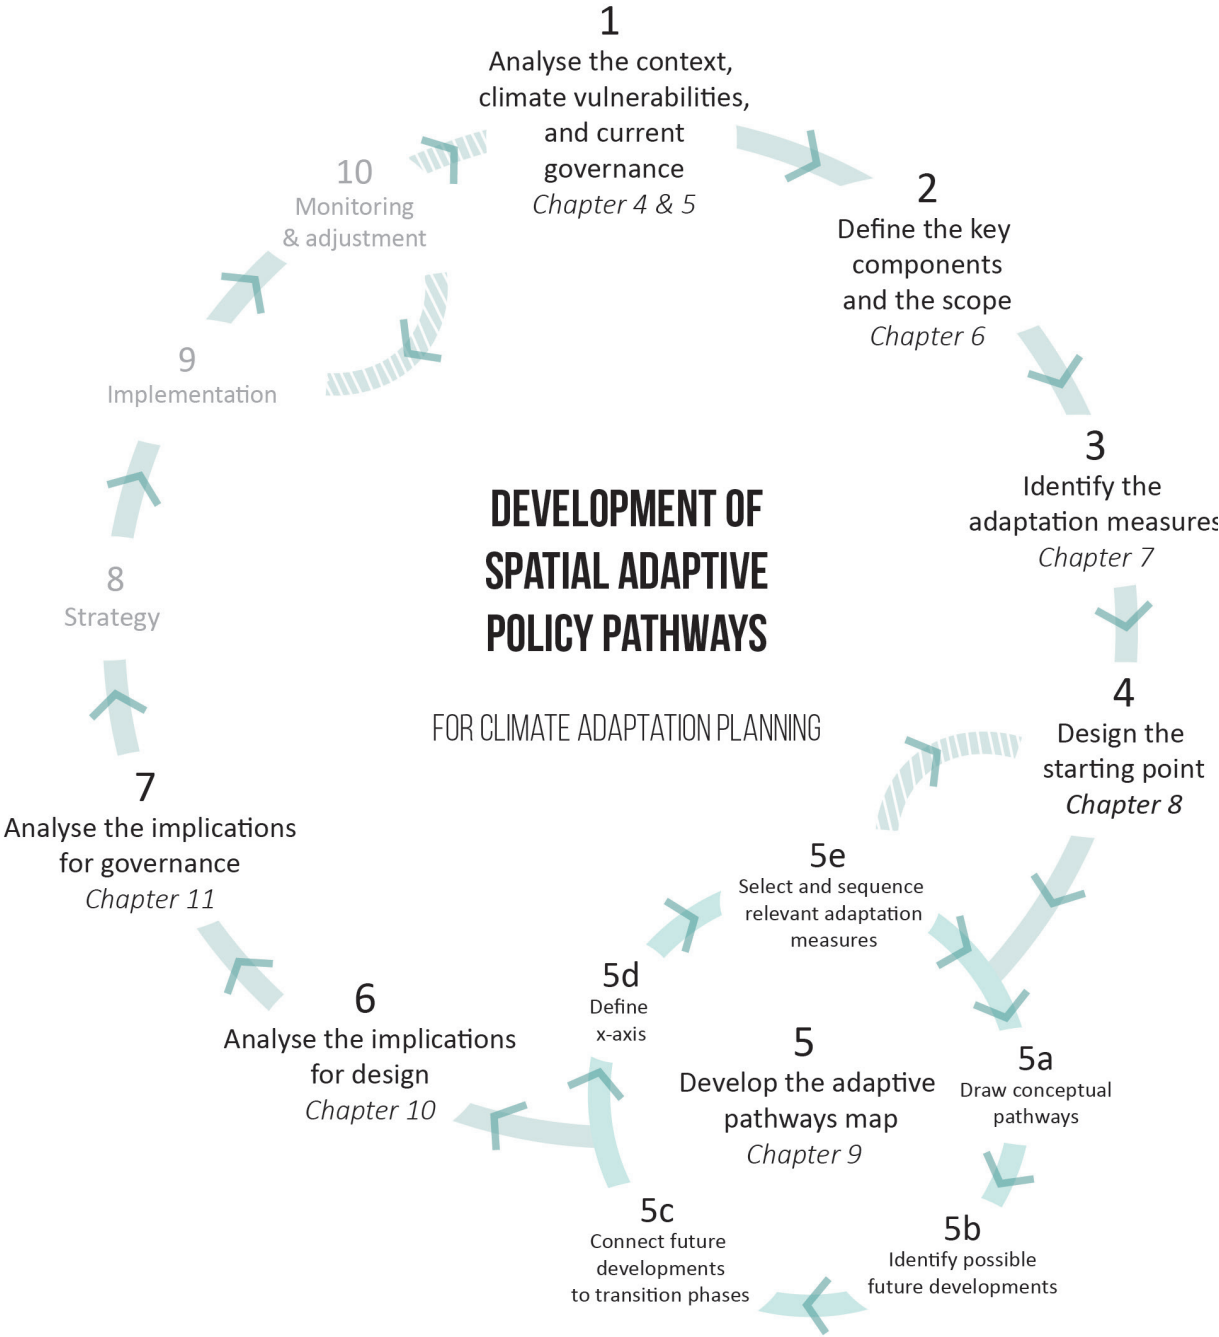 1
Analyse the context,
climate vulnerabilities,
and current
governance
Chapter 4 & 5
2
Define the key
components
and the scope
Chapter 6
3
Identify the
adaptation measures
Chapter 7
4
Design the
starting point
Chapter 8
5
Develop the adaptive
pathways map
Chapter 9
5a
Draw conceptual
pathways
5b
Identify possible
future developments
5c
Connect future
developments
to transition phases
5d
Define
x-axis
5e
Select and sequence
relevant adaptation
measures
6
Analyse the implications
for design
Chapter 10
7
Analyse the implications
for governance
Chapter 11
8
Strategy
9
Implementation
10
Monitoring
& adjustment
DEVELOPMENT OF
SPATIAL ADAPTIVE
POLICY PATHWAYS
FOR CLIMATE ADAPTATION PLANNING